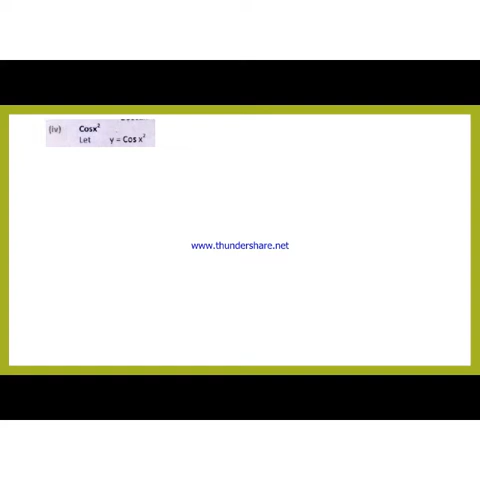 (iv) Cosx²
Let y = Cos x²
www.thundershare.net